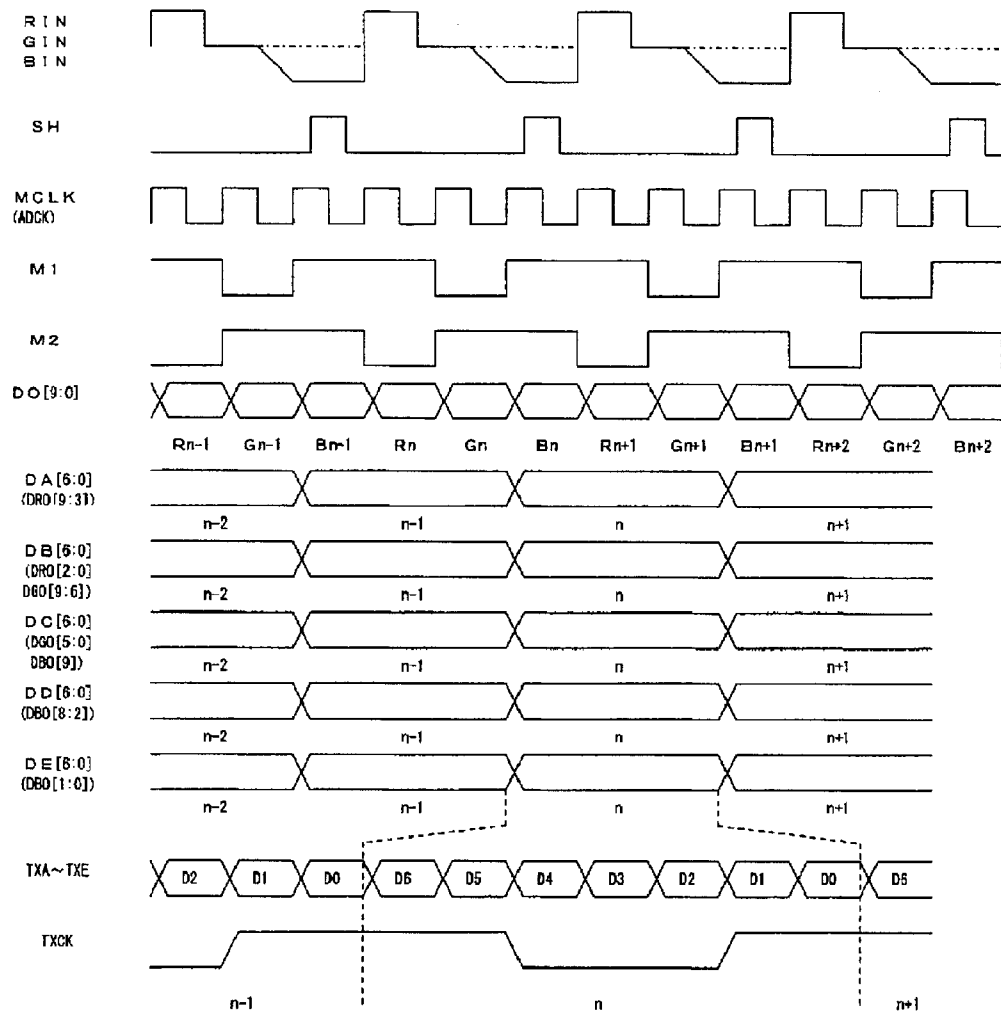 RIN
GIN
BIN
SH
MCLK
(ADCK)
M1
M2
DO[9:0]
Rn-1 Gn-1 Bn-1 Rn Gn Bn Rn+1 Gn+1 Bn+1 Rn+2 Gn+2 Bn+2
DA[6:0]
(DRO[9:3])
n-2 n-1 n n+1
DB[6:0]
(DRO[2:0]
DGO[9:6])
n-2 n-1 n n+1
DC[6:0]
(DGO[5:0]
DBO[9])
n-2 n-1 n n+1
DD[6:0]
(DBO[8:2])
n-2 n-1 n n+1
DE[6:0]
(DBO[1:0])
n-2 n-1 n n+1
TXA~TXE
D2 D1 D0 D6 D5 D4 D3 D2 D1 D0 D6
TXCK
n-1 n n+1